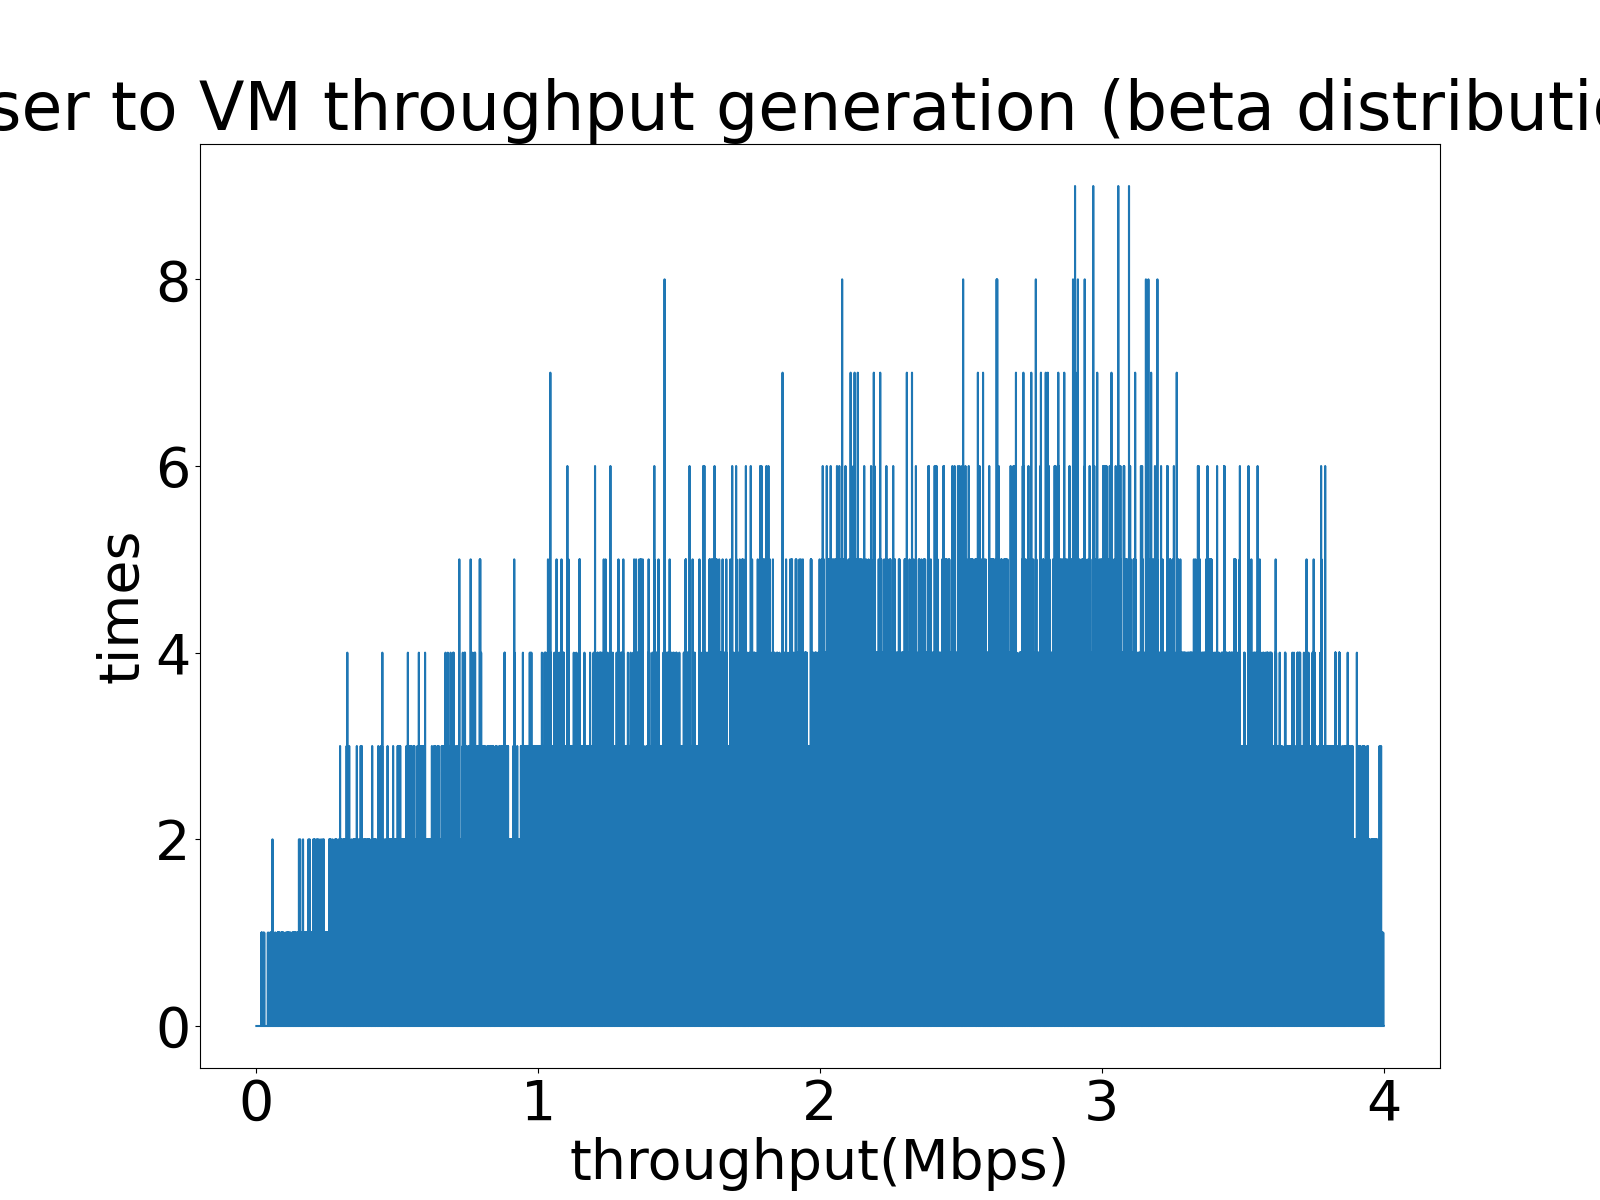 ser to VM throughput generation (beta distributi
times
8
6
4
2
0
0 1 2 3 4
throughput(Mbps)